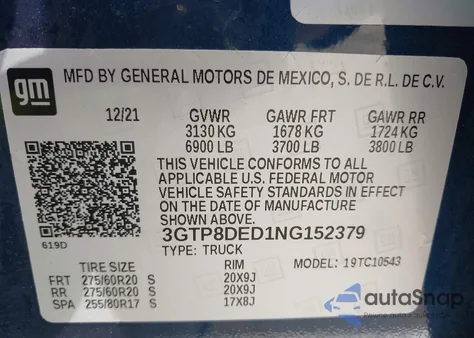 gm
MFD BY GENERAL MOTORS DE MEXICO, S. DE R.L. DE C.V.
12/21 GVWR GAWR FRT GAWR RR
3130 KG 1678 KG 1724 KG
6900 LB 3700 LB 3800 LB
THIS VEHICLE CONFORMS TO ALL
APPLICABLE U.S. FEDERAL MOTOR
VEHICLE SAFETY STANDARDS IN EFFECT
ON THE DATE OF MANUFACTURE
SHOWN ABOVE.
619D
3GTP8DED1NG152379
TYPE: TRUCK MODEL: 19TC10543
TIRE SIZE RIM
FRT 275/60R20 S 20X9J
RR 275/60R20 S 20X9J
SPA 255/80R17 S 17X8J
autoSnap